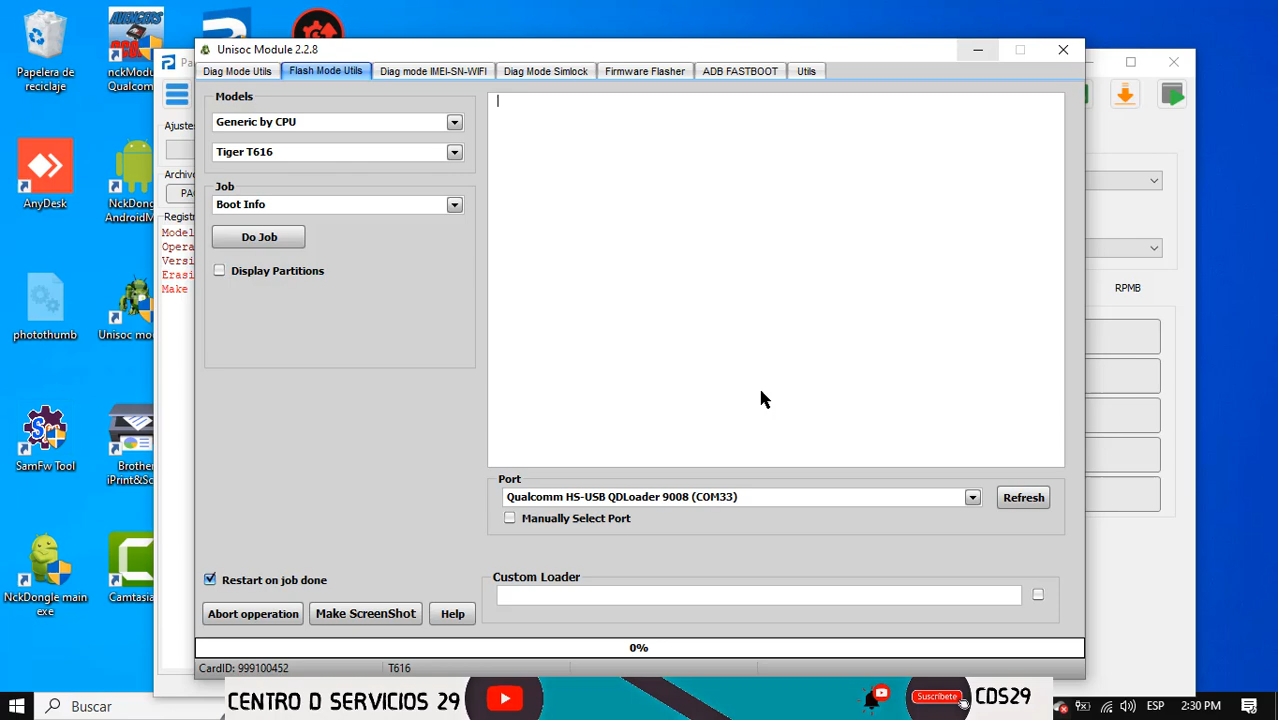 Papelera de
reciclaje
AVENGERS
nckModu
Qualcom
AnyDesk
NckDong
AndroidM
photothumb
Unisoc mo
SamFw Tool
Brother
iPrint&Sc
NckDongle main
exe
Camtasia
Pa
Ajuste
Archivo
PA
Registr
Model
Opera
Versi
Erasi
Make
RPMB
Unisoc Module 2.2.8
Diag Mode Utils
Flash Mode Utils
Diag mode IMEI-SN-WIFI
Diag Mode Simlock
Firmware Flasher
ADB FASTBOOT
Utils
Models
Generic by CPU
Tiger T616
Job
Boot Info
Do Job
Display Partitions
Port
Qualcomm HS-USB QDLoader 9008 (COM33)
Refresh
Manually Select Port
Restart on job done
Custom Loader
Abort opperation
Make ScreenShot
Help
0%
CardID: 999100452
T616
CENTRO D SERVICIOS 29
Suscríbete
CDS29
Buscar
ESP
2:30 PM